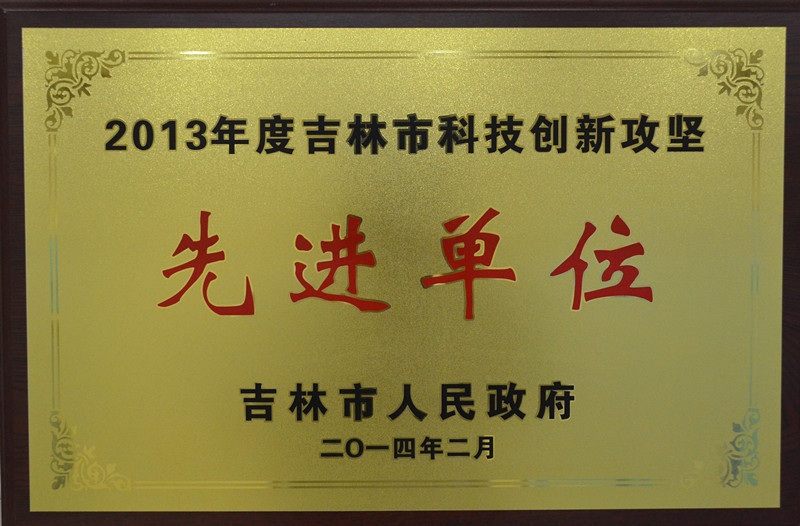 2013年度吉林市科技创新攻坚
先进单位
吉林市人民政府
二O一四年二月